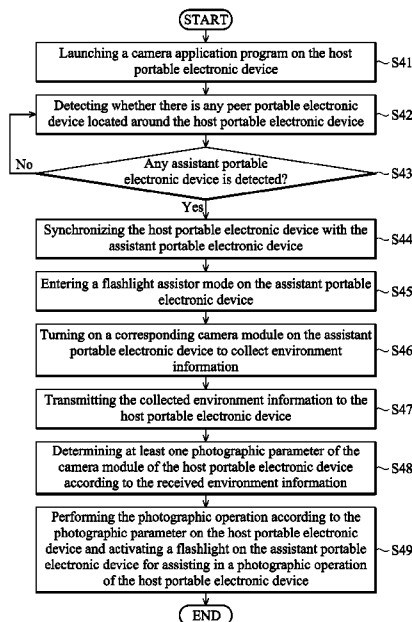 START
Launching a camera application program on the host
portable electronic device
S41
Detecting whether there is any peer portable electronic
device located around the host portable electronic device
S42
No
Any assistant portable
electronic device is detected?
S43
Yes
Synchronizing the host portable electronic device with the
assistant portable electronic device
S44
Entering a flashlight assistor mode on the assistant portable
electronic device
S45
Turning on a corresponding camera module on the assistant
portable electronic device to collect environment
information
S46
Transmitting the collected environment information to the
host portable electronic device
S47
Determining at least one photographic parameter of the
camera module of the host portable electronic device
according to the received environment information
S48
Performing the photographic operation according to the
photographic parameter on the host portable electronic
device and activating a flashlight on the assistant portable
electronic device for assisting in a photographic operation
of the host portable electronic device
S49
END